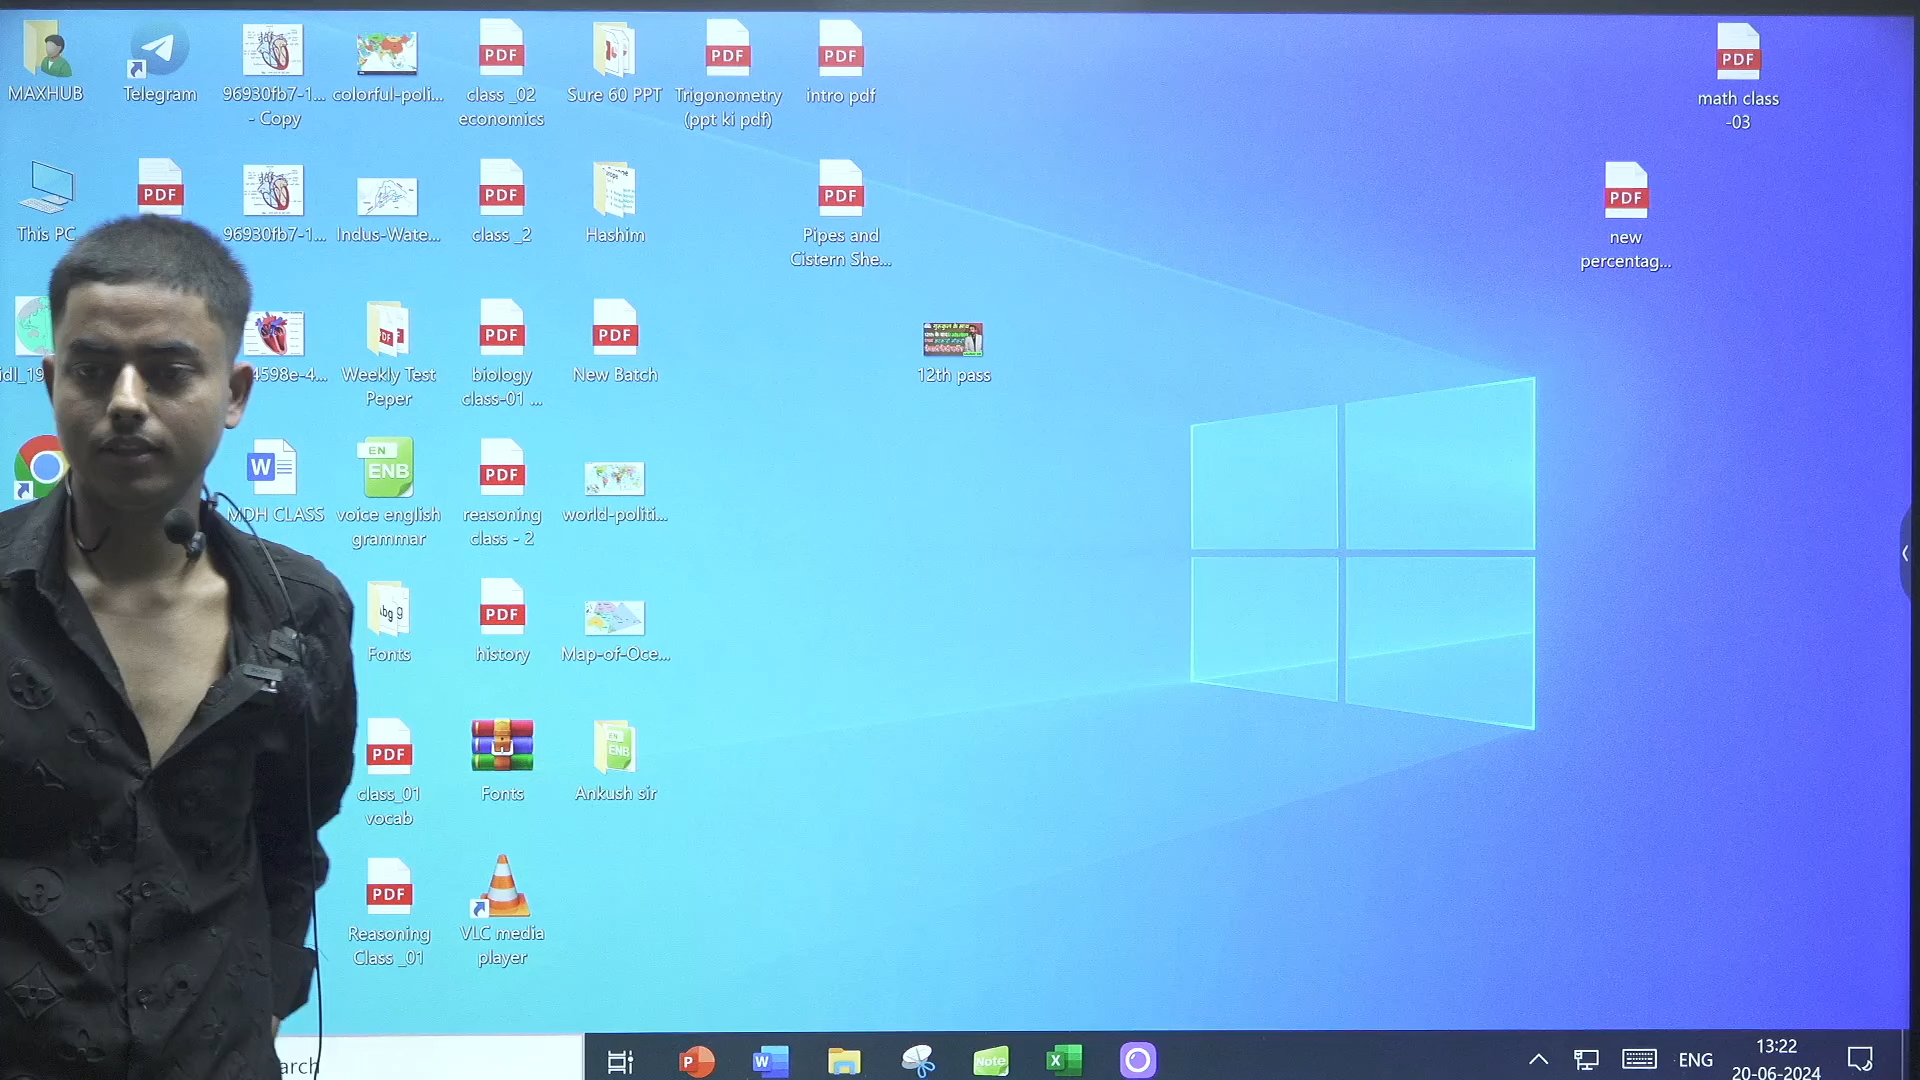 MAXHUB
Telegram
96930fb7-1...
- Copy
colorful-poli...
PDF
class _02
economics
Sure 60 PPT
PDF
Trigonometry
(ppt ki pdf)
PDF
intro pdf
PDF
math class
-03
This PC
PDF
96930fb7-1...
Indus-Wate...
PDF
class _2
Hashim
PDF
Pipes and
Cistern She...
PDF
new
percentag...
idl_19
4598e-4...
Weekly Test
Peper
PDF
biology
class-01 ...
PDF
New Batch
12th pass
W
MDH CLASS
EN
ENB
voice english
grammar
PDF
reasoning
class - 2
world-politi...
Fonts
PDF
history
Map-of-Oce...
PDF
class_01
vocab
Fonts
EN
ENB
Ankush sir
PDF
Reasoning
Class _01
VLC media
player
arch
P
W
Note
X
ENG
13:22
20-06-2024